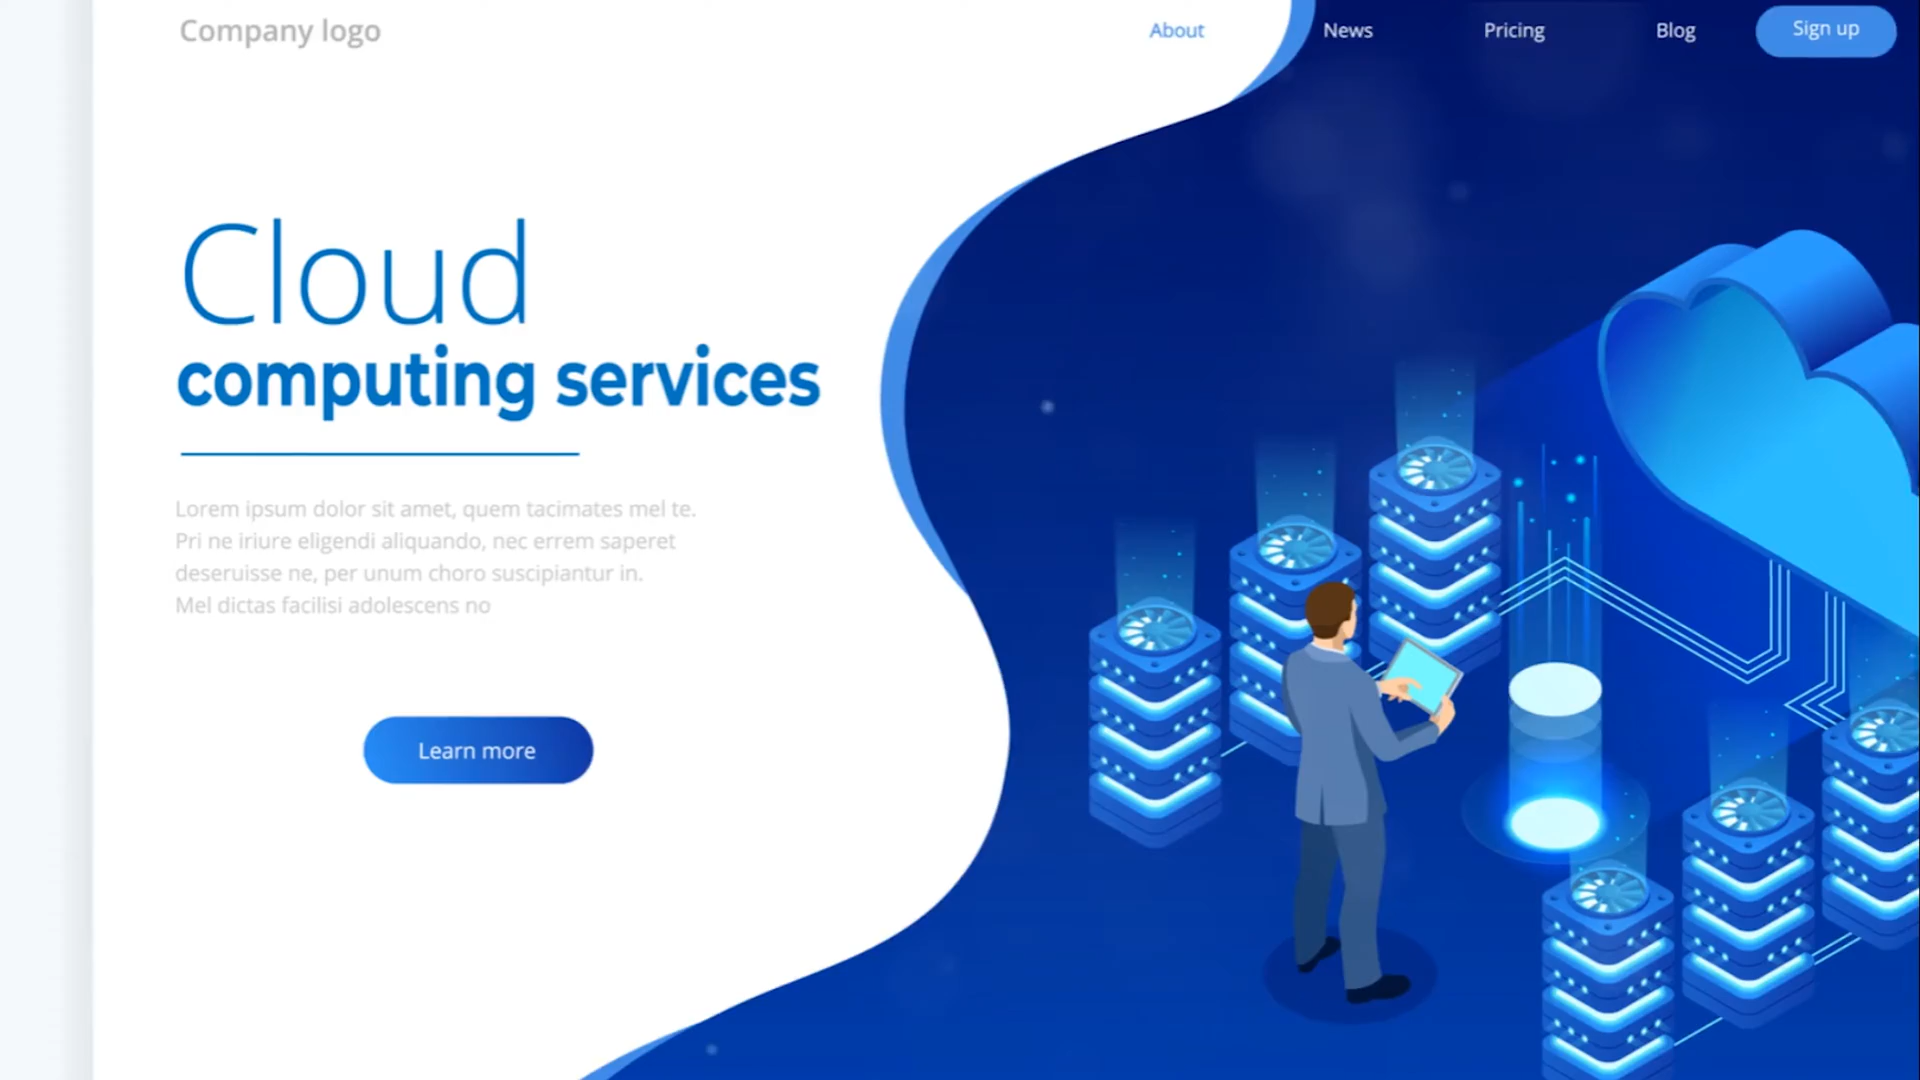 Company logo
About
News
Pricing
Blog
Sign up
Cloud
computing services
Lorem ipsum dolor sit amet, quem tacimates mel te.
Pri ne iriure eligendi aliquando, nec errem saperet
deseruisse ne, per unum choro suscipiantur in.
Mel dictas facilisi adolescens no
Learn more